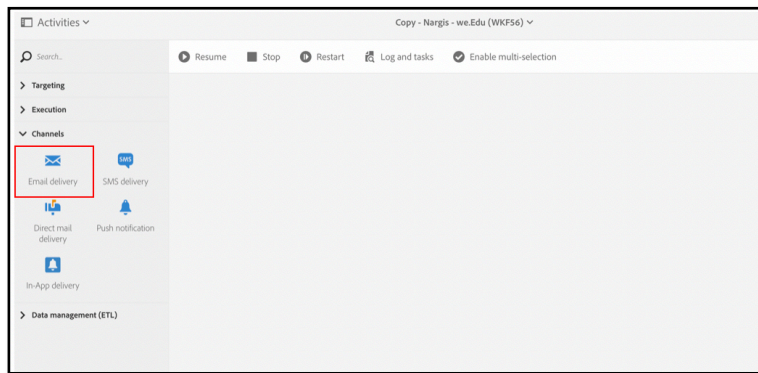 Activities
Copy - Nargis - we.Edu (WKF56)
Search..
Resume
Stop
Restart
Log and tasks
Enable multi-selection
Targeting
Execution
Channels
Email delivery
SMS
SMS delivery
Direct mail
delivery
Push notification
In-App delivery
Data management (ETL)